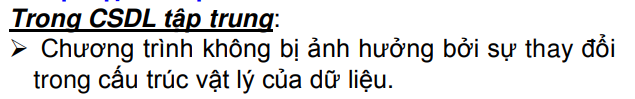 Trong CSDL tập trung:
➢ Chương trình không bị ảnh hưởng bởi sự thay đổi
trong cấu trúc vật lý của dữ liệu.